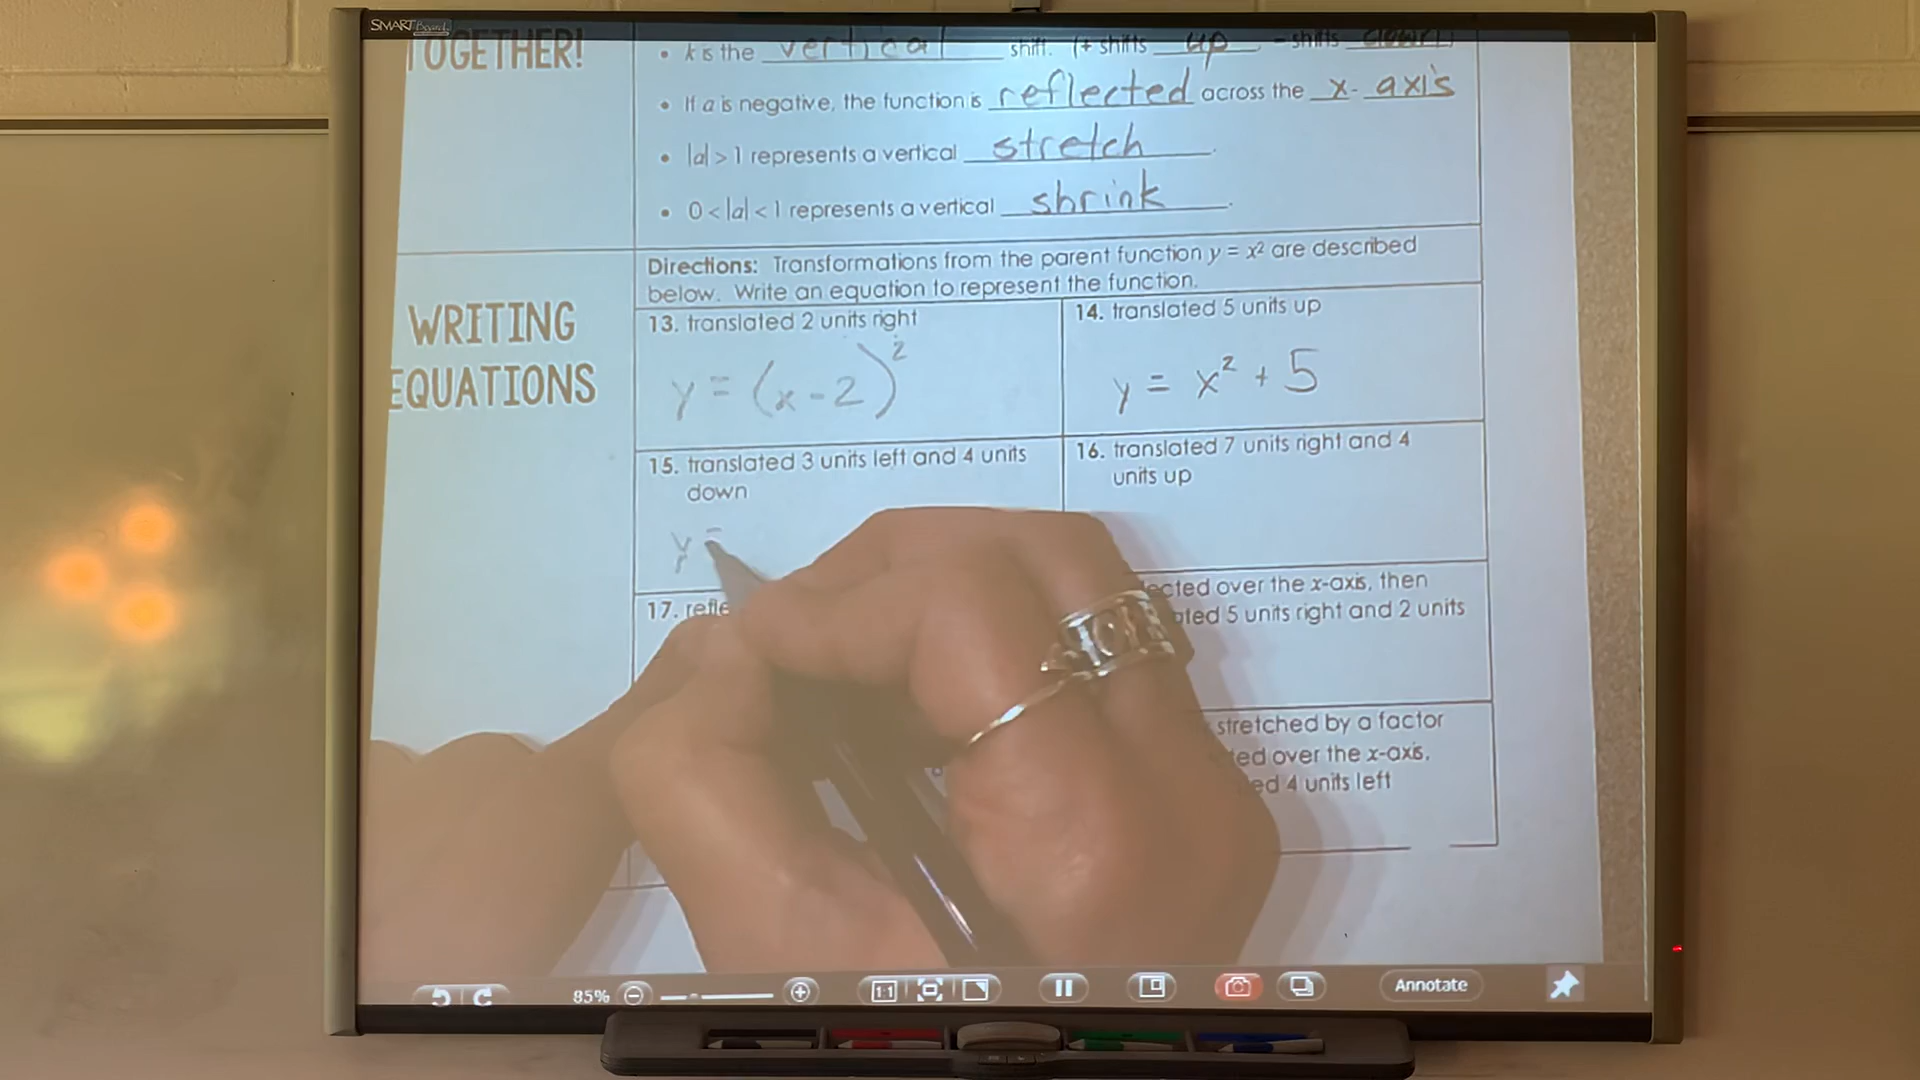 SMART Board
TOGETHER!
• k is the vertical shift. (+ shifts up - shifts down)
• If a is negative, the function is reflected across the x-axis
• |a| > 1 represents a vertical stretch.
• 0 < |a| < 1 represents a vertical shrink.
Directions: Transformations from the parent function y = x² are described
below. Write an equation to represent the function.
WRITING
EQUATIONS
13. translated 2 units right
y = (x - 2)²
14. translated 5 units up
y = x² + 5
15. translated 3 units left and 4 units
down
y =
16. translated 7 units right and 4
units up
17. refle
ected over the x-axis, then
ated 5 units right and 2 units
stretched by a factor
ted over the x-axis,
ed 4 units left
85%
1:1
Annotate